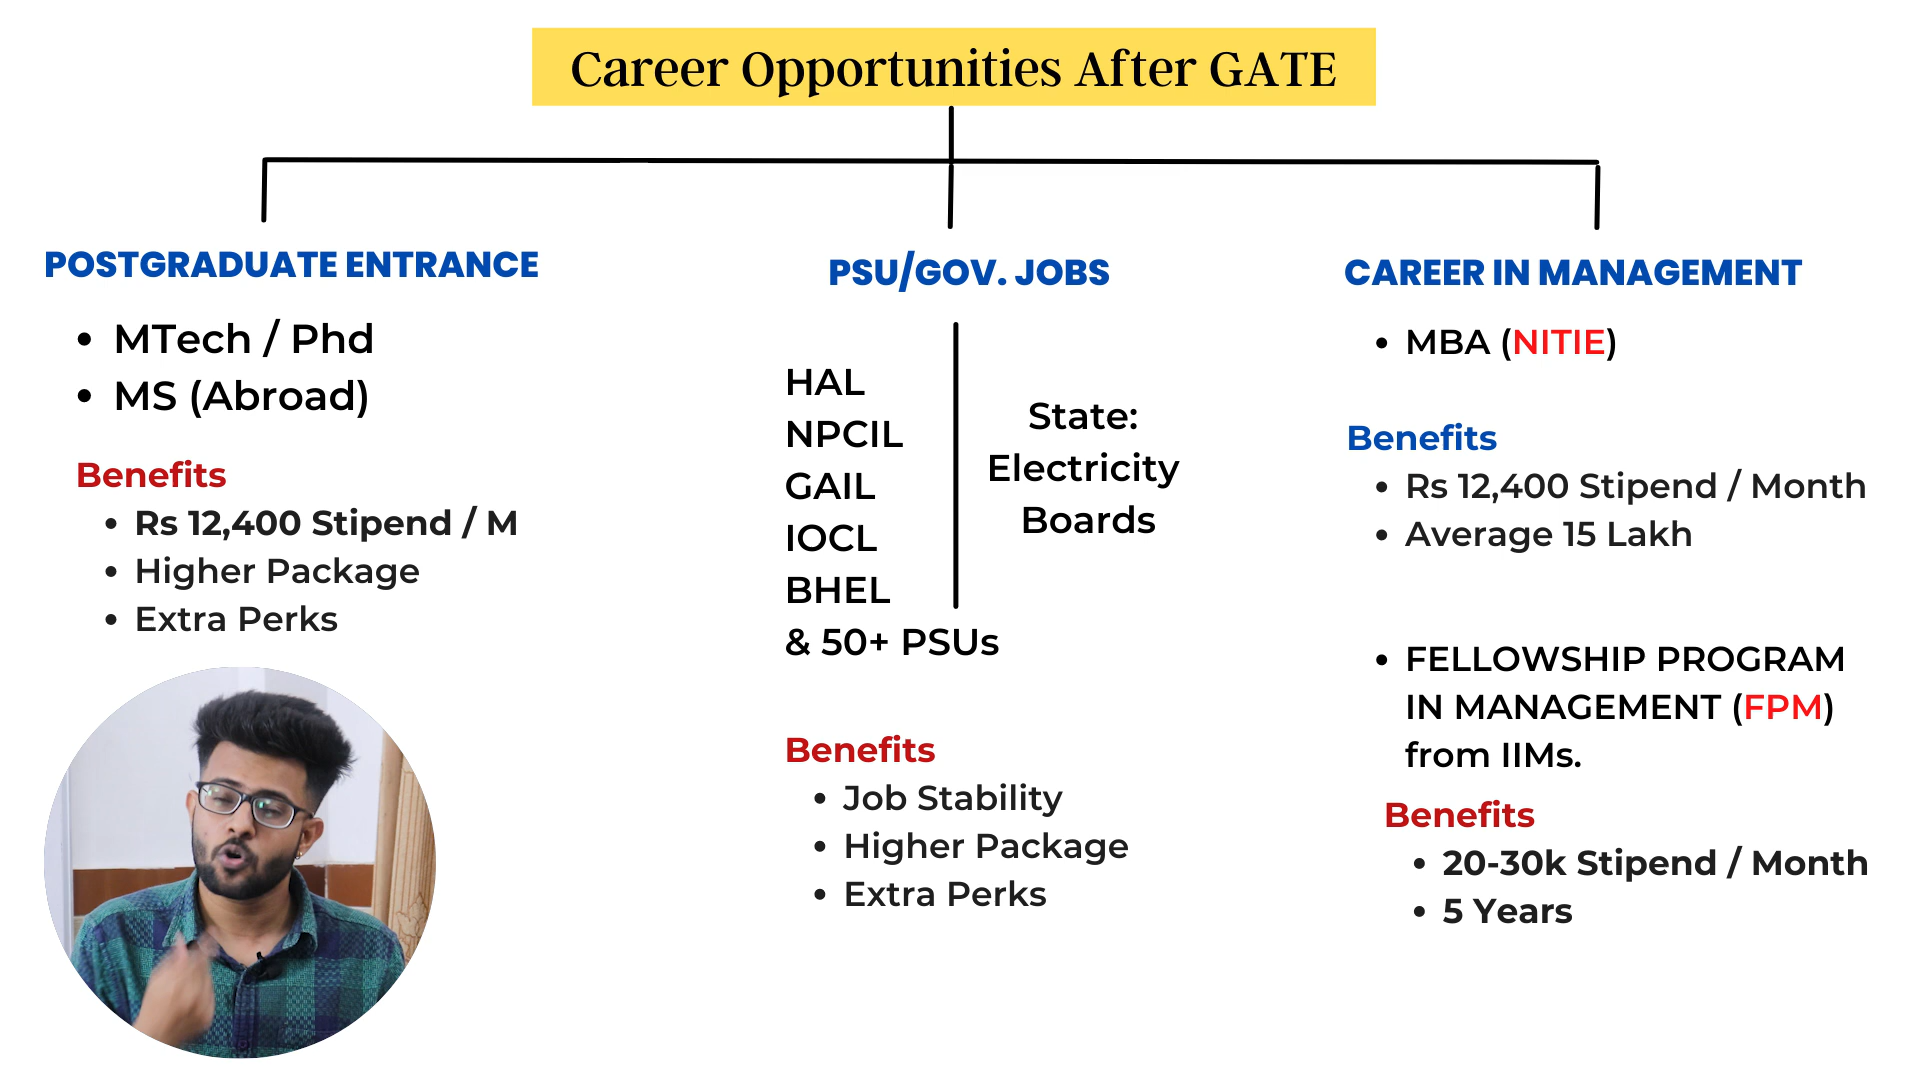 Career Opportunities After GATE
POSTGRADUATE ENTRANCE
• MTech / Phd
• MS (Abroad)
Benefits
• Rs 12,400 Stipend / M
• Higher Package
• Extra Perks
PSU/GOV. JOBS
HAL
NPCIL
GAIL
IOCL
BHEL
& 50+ PSUs
State:
Electricity
Boards
Benefits
• Job Stability
• Higher Package
• Extra Perks
CAREER IN MANAGEMENT
• MBA (NITIE)
Benefits
• Rs 12,400 Stipend / Month
• Average 15 Lakh
• FELLOWSHIP PROGRAM
IN MANAGEMENT (FPM)
from IIMs.
Benefits
• 20-30k Stipend / Month
• 5 Years